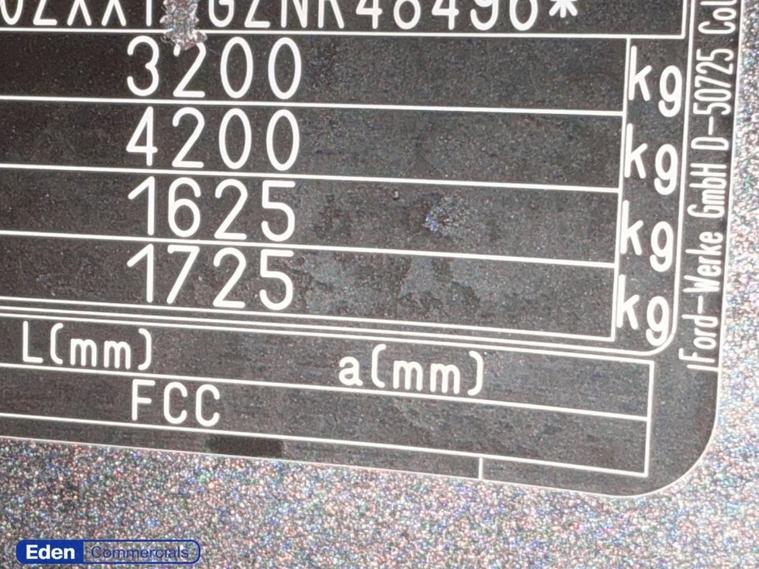 3200 kg
4200 kg
1625 kg
1725 kg
L(mm) a(mm)
FCC
Ford-Werke GmbH D-50725
Eden Commercials